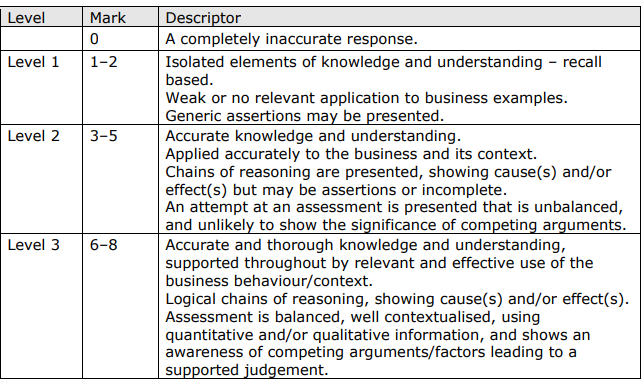 Level Mark Descriptor
0 A completely inaccurate response.
Level 1 1–2 Isolated elements of knowledge and understanding – recall
based.
Weak or no relevant application to business examples.
Generic assertions may be presented.
Level 2 3–5 Accurate knowledge and understanding.
Applied accurately to the business and its context.
Chains of reasoning are presented, showing cause(s) and/or
effect(s) but may be assertions or incomplete.
An attempt at an assessment is presented that is unbalanced,
and unlikely to show the significance of competing arguments.
Level 3 6–8 Accurate and thorough knowledge and understanding,
supported throughout by relevant and effective use of the
business behaviour/context.
Logical chains of reasoning, showing cause(s) and/or effect(s).
Assessment is balanced, well contextualised, using
quantitative and/or qualitative information, and shows an
awareness of competing arguments/factors leading to a
supported judgement.